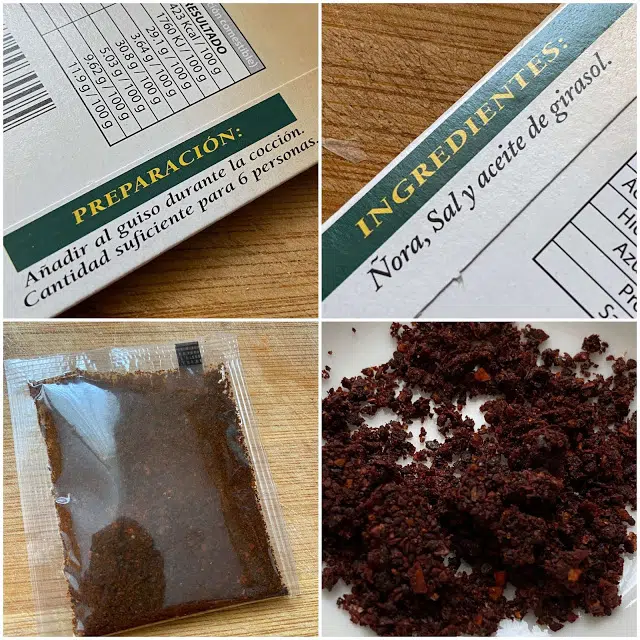 RESULTADO
423 Kcal / 100 g
1760 KJ / 100 g
29.1 g / 100 g
3.64 g / 100 g
30.8 g / 100 g
5.03 g / 100 g
9.62 g / 100 g
11.9 g / 100 g
PREPARACIÓN:
Añadir al guiso durante la cocción.
Cantidad suficiente para 6 personas.
INGREDIENTES:
Ñora, Sal y aceite de girasol.